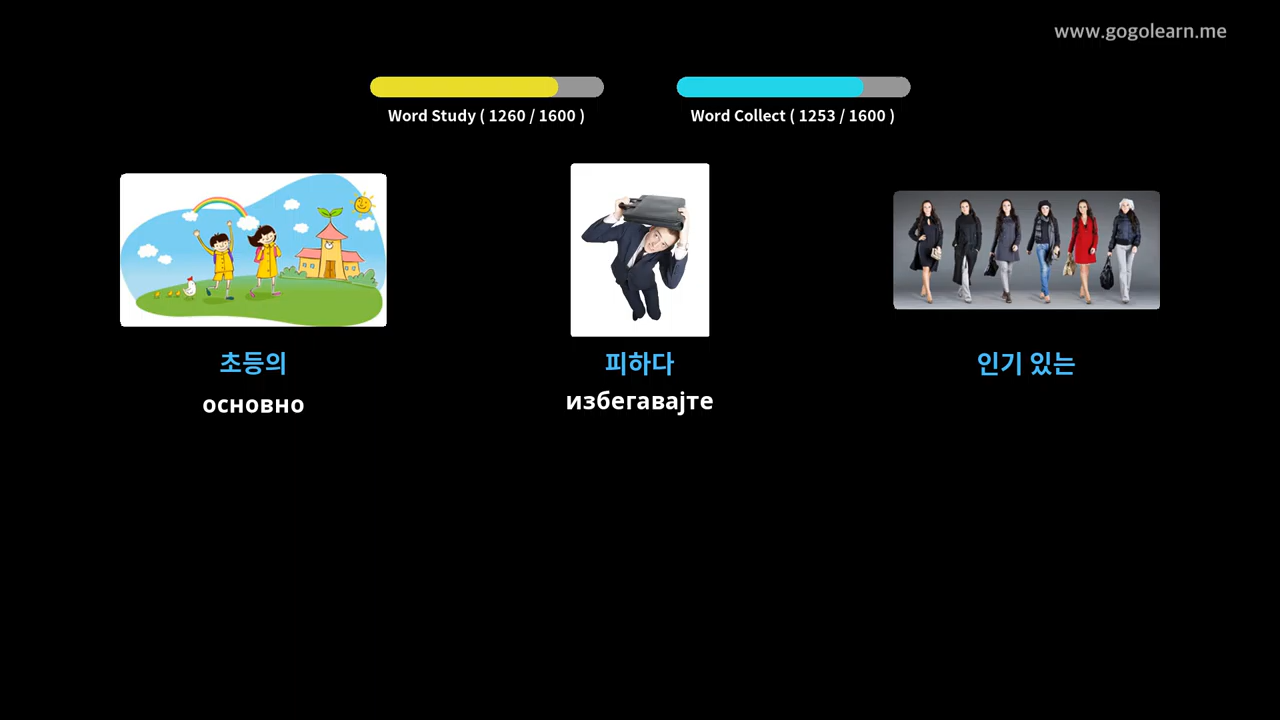 www.gogolearn.me
Word Study ( 1260 / 1600 )
Word Collect ( 1253 / 1600 )
초등의
피하다
인기 있는
основно
избегавајте